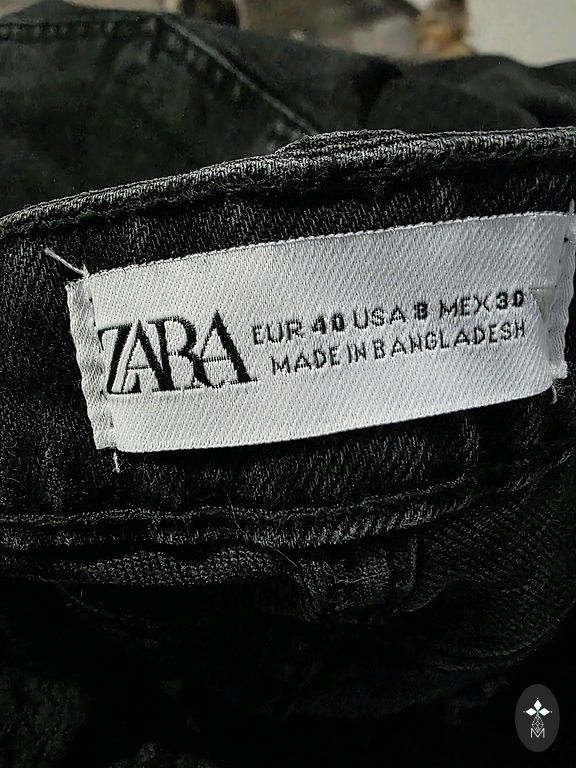 ZARA
EUR 40 USA 8 MEX 30
MADE IN BANGLADESH
M